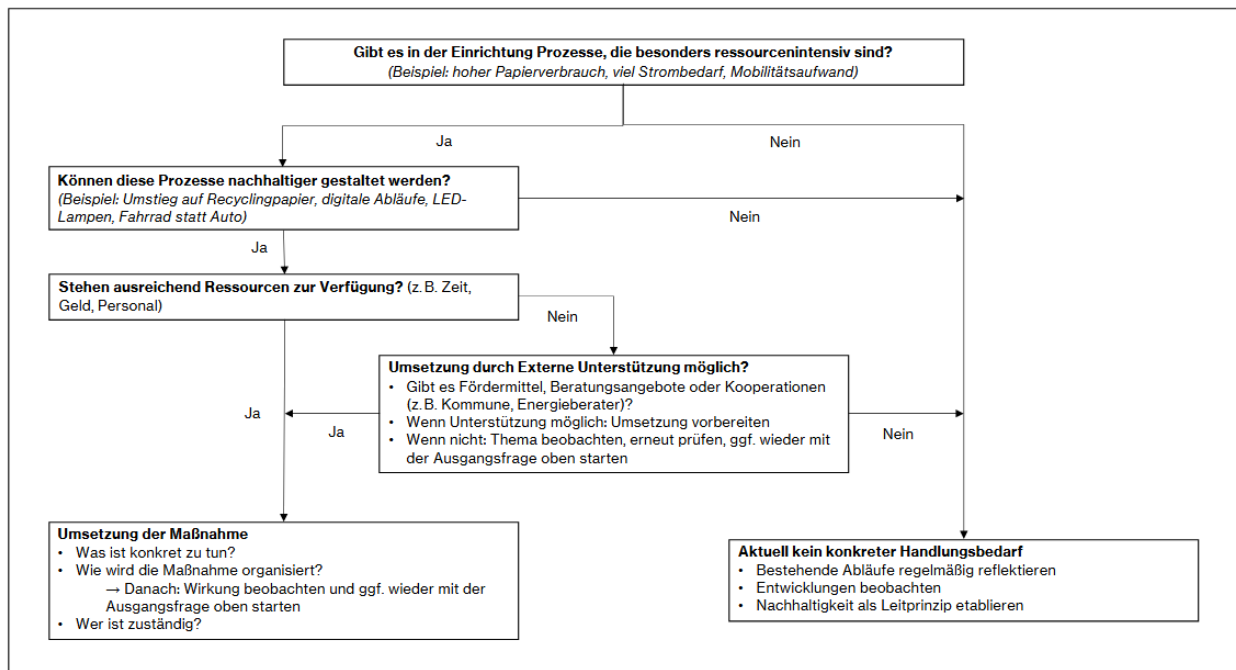 Gibt es in der Einrichtung Prozesse, die besonders ressourcenintensiv sind?
(Beispiel: hoher Papierverbrauch, viel Strombedarf, Mobilitätsaufwand)
Ja
Nein
Können diese Prozesse nachhaltiger gestaltet werden?
(Beispiel: Umstieg auf Recyclingpapier, digitale Abläufe, LED-
Lampen, Fahrrad statt Auto)
Nein
Ja
Stehen ausreichend Ressourcen zur Verfügung? (z. B. Zeit,
Geld, Personal)
Nein
Umsetzung durch Externe Unterstützung möglich?
• Gibt es Fördermittel, Beratungsangebote oder Kooperationen
(z. B. Kommune, Energieberater)?
• Wenn Unterstützung möglich: Umsetzung vorbereiten
• Wenn nicht: Thema beobachten, erneut prüfen, ggf. wieder mit
der Ausgangsfrage oben starten
Ja
Ja
Nein
Umsetzung der Maßnahme
• Was ist konkret zu tun?
• Wie wird die Maßnahme organisiert?
→ Danach: Wirkung beobachten und ggf. wieder mit der
Ausgangsfrage oben starten
• Wer ist zuständig?
Aktuell kein konkreter Handlungsbedarf
• Bestehende Abläufe regelmäßig reflektieren
• Entwicklungen beobachten
• Nachhaltigkeit als Leitprinzip etablieren